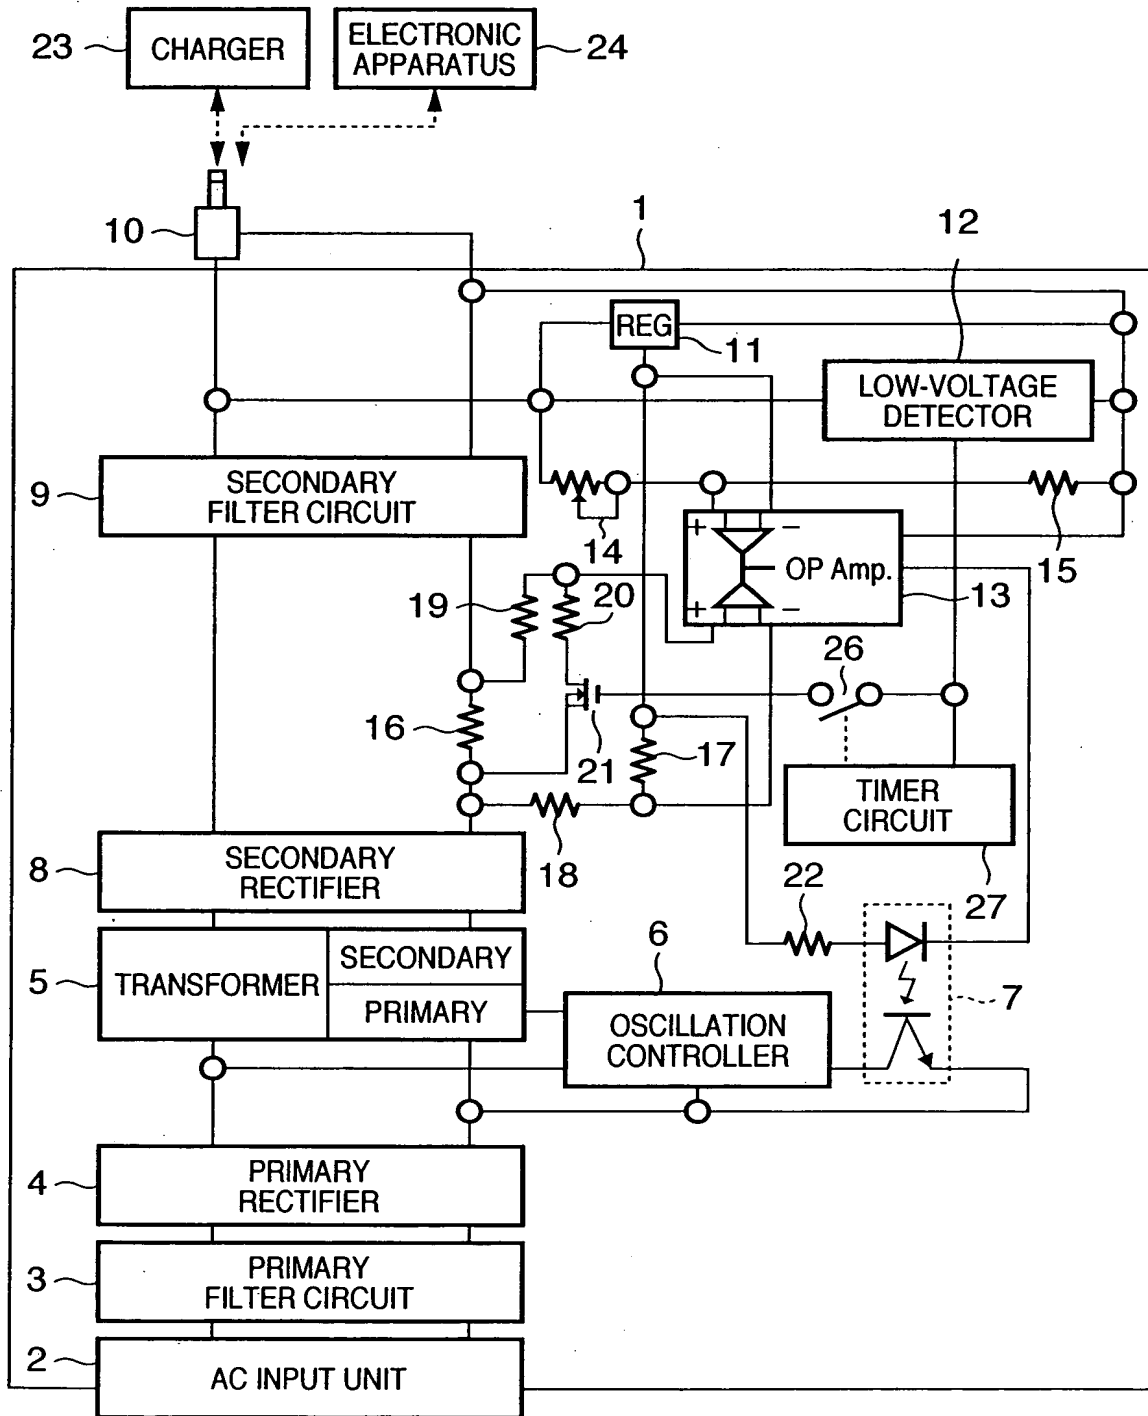 23
CHARGER
ELECTRONIC
APPARATUS
24
10
1
12
REG
11
LOW-VOLTAGE
DETECTOR
9
SECONDARY
FILTER CIRCUIT
14
+
−
OP Amp.
+
−
15
13
19
20
26
16
21
17
TIMER
CIRCUIT
8
SECONDARY
RECTIFIER
18
22
27
5
TRANSFORMER
SECONDARY
PRIMARY
6
OSCILLATION
CONTROLLER
7
4
PRIMARY
RECTIFIER
3
PRIMARY
FILTER CIRCUIT
2
AC INPUT UNIT